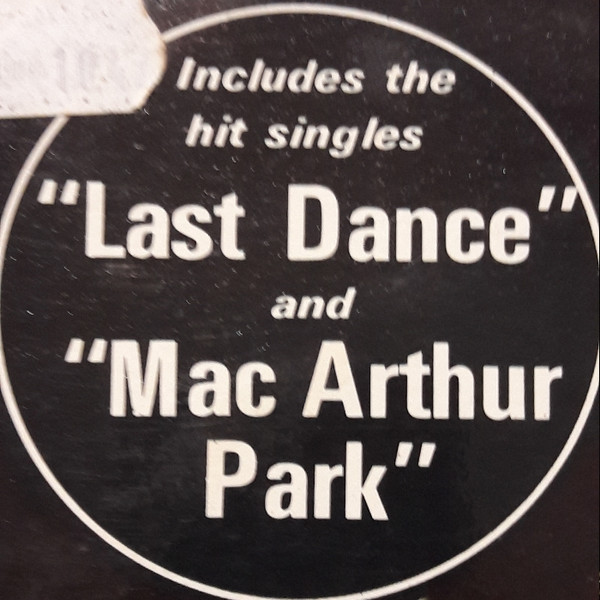 Includes the
hit singles
"Last Dance"
and
"Mac Arthur
Park"